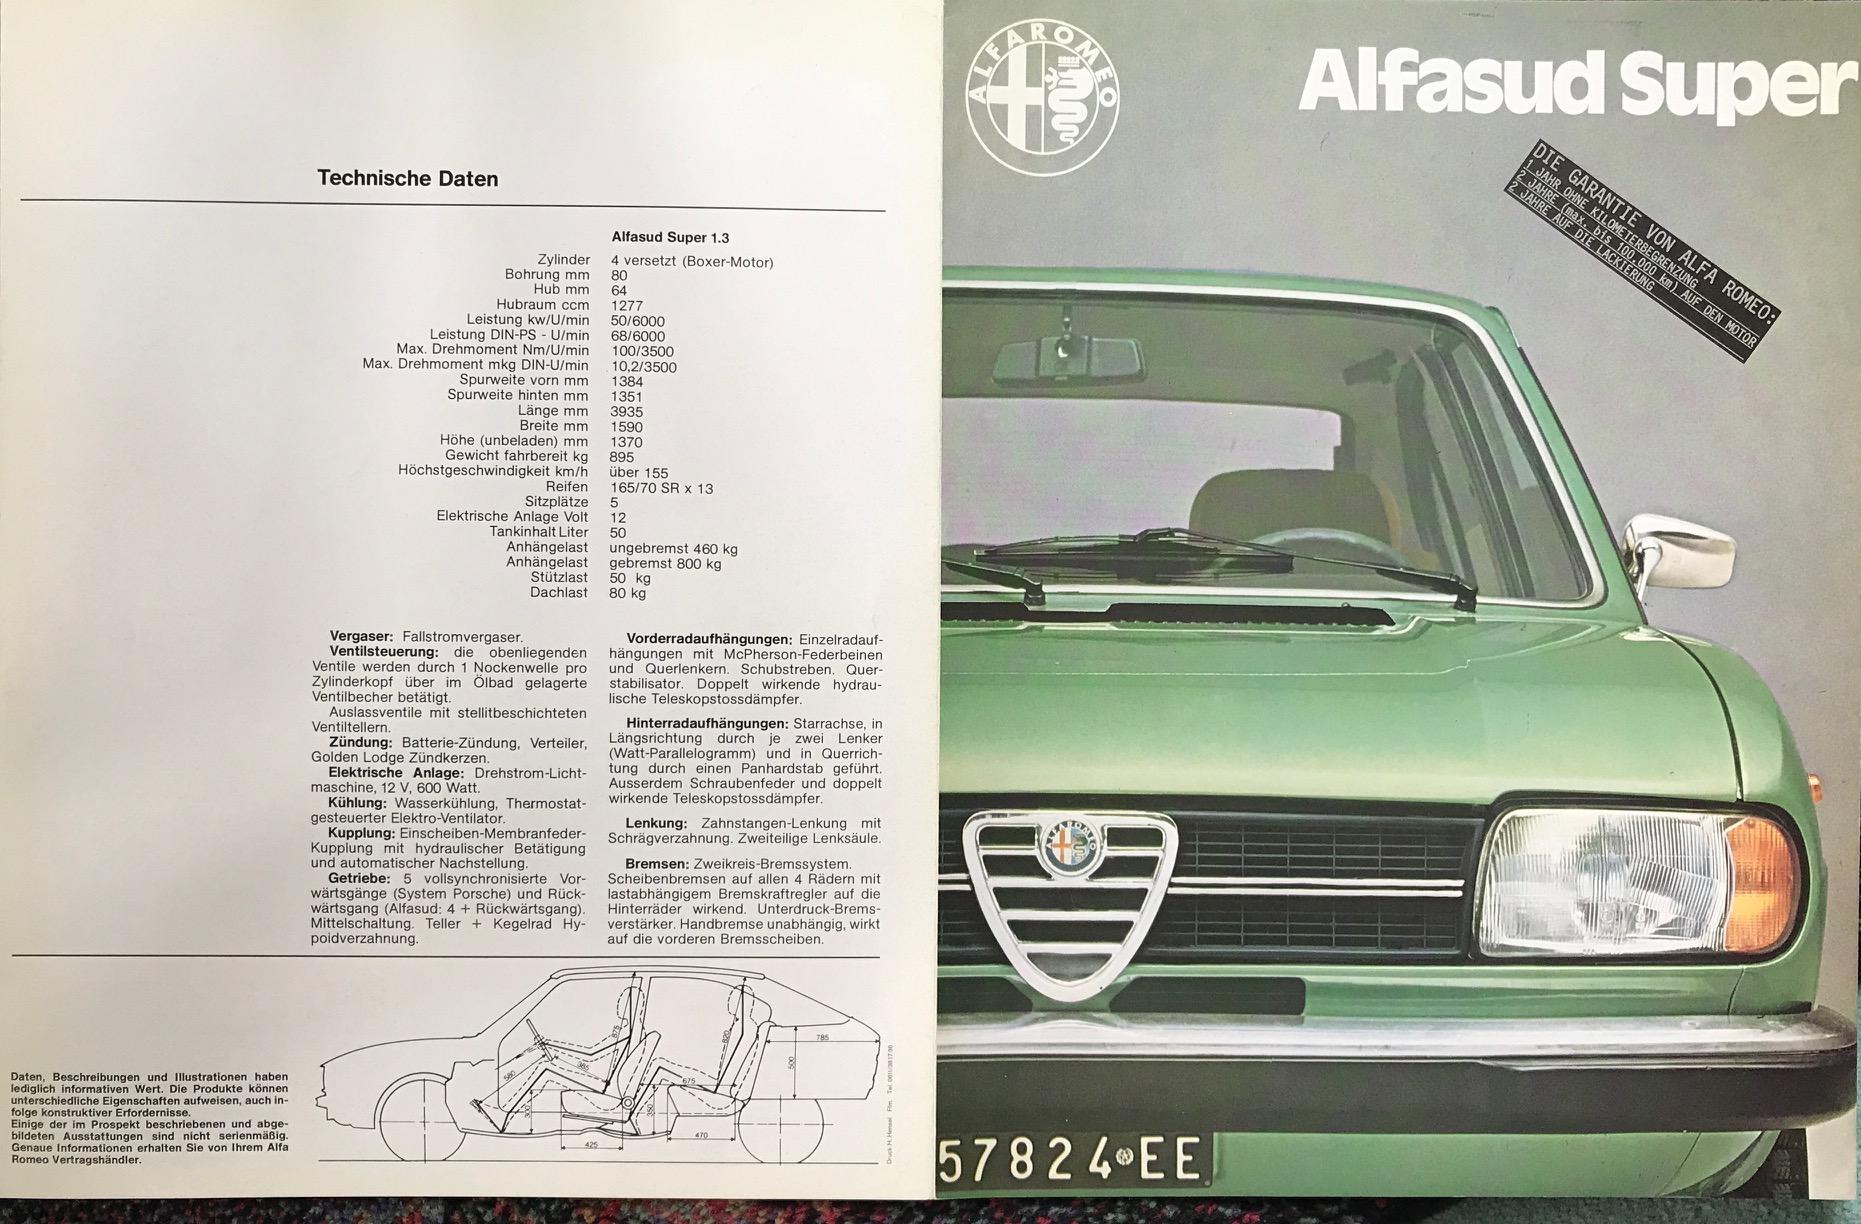 Technische Daten
Alfasud Super 1.3
Zylinder 4 versetzt (Boxer-Motor)
Bohrung mm 80
Hub mm 64
Hubraum ccm 1277
Leistung kw/U/min 50/6000
Leistung DIN-PS - U/min 68/6000
Max. Drehmoment Nm/U/min 100/3500
Max. Drehmoment mkg DIN-U/min 10,2/3500
Spurweite vorn mm 1384
Spurweite hinten mm 1351
Länge mm 3935
Breite mm 1590
Höhe (unbeladen) mm 1370
Gewicht fahrbereit kg 895
Höchstgeschwindigkeit km/h über 155
Reifen 165/70 SR x 13
Sitzplätze 5
Elektrische Anlage Volt 12
Tankinhalt Liter 50
Anhängelast ungebremst 460 kg
Anhängelast gebremst 800 kg
Stützlast 50 kg
Dachlast 80 kg
Vergaser: Fallstromvergaser.
Ventilsteuerung: die obenliegenden
Ventile werden durch 1 Nockenwelle pro
Zylinderkopf über im Ölbad gelagerte
Ventilbecher betätigt.
Auslassventile mit stellitbeschichteten
Ventiltellern.
Zündung: Batterie-Zündung, Verteiler,
Golden Lodge Zündkerzen.
Elektrische Anlage: Drehstrom-Licht-
maschine, 12 V, 600 Watt.
Kühlung: Wasserkühlung, Thermostat-
gesteuerter Elektro-Ventilator.
Kupplung: Einscheiben-Membranfeder-
Kupplung mit hydraulischer Betätigung
und automatischer Nachstellung.
Getriebe: 5 vollsynchronisierte Vor-
wärtsgänge (System Porsche) und Rück-
wärtsgang (Alfasud: 4 + Rückwärtsgang).
Mittelschaltung. Teller + Kegelrad Hy-
poidverzahnung.
Vorderradaufhängungen: Einzelradauf-
hängungen mit McPherson-Federbeinen
und Querlenkern. Schubstreben. Quer-
stabilisator. Doppelt wirkende hydrau-
lische Teleskopstossdämpfer.
Hinterradaufhängungen: Starrachse, in
Längsrichtung durch je zwei Lenker
(Watt-Parallelogramm) und in Querrich-
tung durch einen Panhardstab geführt.
Ausserdem Schraubenfeder und doppelt
wirkende Teleskopstossdämpfer.
Lenkung: Zahnstangen-Lenkung mit
Schrägverzahnung. Zweiteilige Lenksäule.
Bremsen: Zweikreis-Bremssystem.
Scheibenbremsen auf allen 4 Rädern mit
lastabhängigem Bremskraftregler auf die
Hinterräder wirkend. Unterdruck-Brems-
verstärker. Handbremse unabhängig, wirkt
auf die vorderen Bremsscheiben.
Daten, Beschreibungen und Illustrationen haben
lediglich informativen Wert. Die Produkte können
unterschiedliche Eigenschaften aufweisen, auch in-
folge konstruktiver Erfordernisse.
Einige der im Prospekt beschriebenen und abge-
bildeten Ausstattungen sind nicht serienmäßig.
Genaue Informationen erhalten Sie von Ihrem Alfa
Romeo Vertragshändler.
580
365
875
820
785
500
675
300
350
425
470
Druck H. Hensel Ffm.
ALFA ROMEO
Alfasud Super
DIE GARANTIE VON ALFA ROMEO:
1 JAHR OHNE KILOMETERBEGRENZUNG
2 JAHRE (max. bis 100.000 km) AUF DEN MOTOR
2 JAHRE AUF DIE LACKIERUNG
ALFA ROMEO
57824 EE